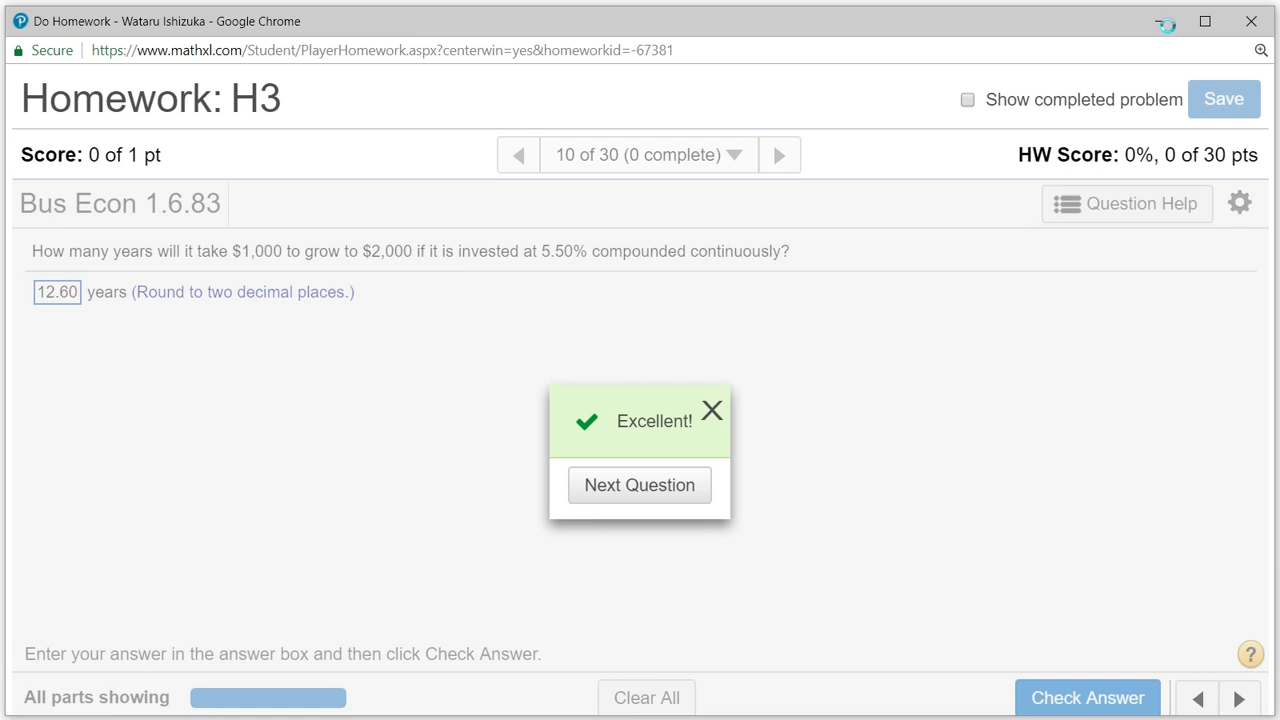 Do Homework - Wataru Ishizuka - Google Chrome
Secure https://www.mathxl.com/Student/PlayerHomework.aspx?centerwin=yes&homeworkid=-67381
Homework: H3
Show completed problem Save
Score: 0 of 1 pt
10 of 30 (0 complete)
HW Score: 0%, 0 of 30 pts
Bus Econ 1.6.83
Question Help
How many years will it take $1,000 to grow to $2,000 if it is invested at 5.50% compounded continuously?
12.60 years (Round to two decimal places.)
Excellent!
Next Question
Enter your answer in the answer box and then click Check Answer.
?
All parts showing
Clear All
Check Answer